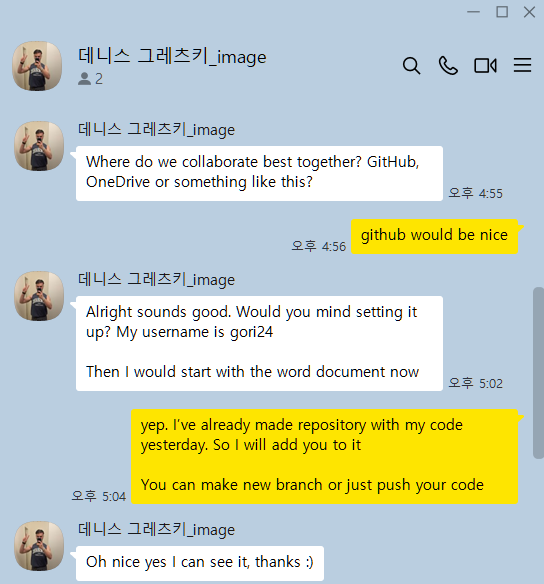 데니스 그레츠키_image
2
데니스 그레츠키_image
Where do we collaborate best together? GitHub,
OneDrive or something like this?
오후 4:55
github would be nice
오후 4:56
데니스 그레츠키_image
Alright sounds good. Would you mind setting it
up? My username is gori24
Then I would start with the word document now
오후 5:02
yep. I've already made repository with my code
yesterday. So I will add you to it
You can make new branch or just push your code
오후 5:04
데니스 그레츠키_image
Oh nice yes I can see it, thanks :)